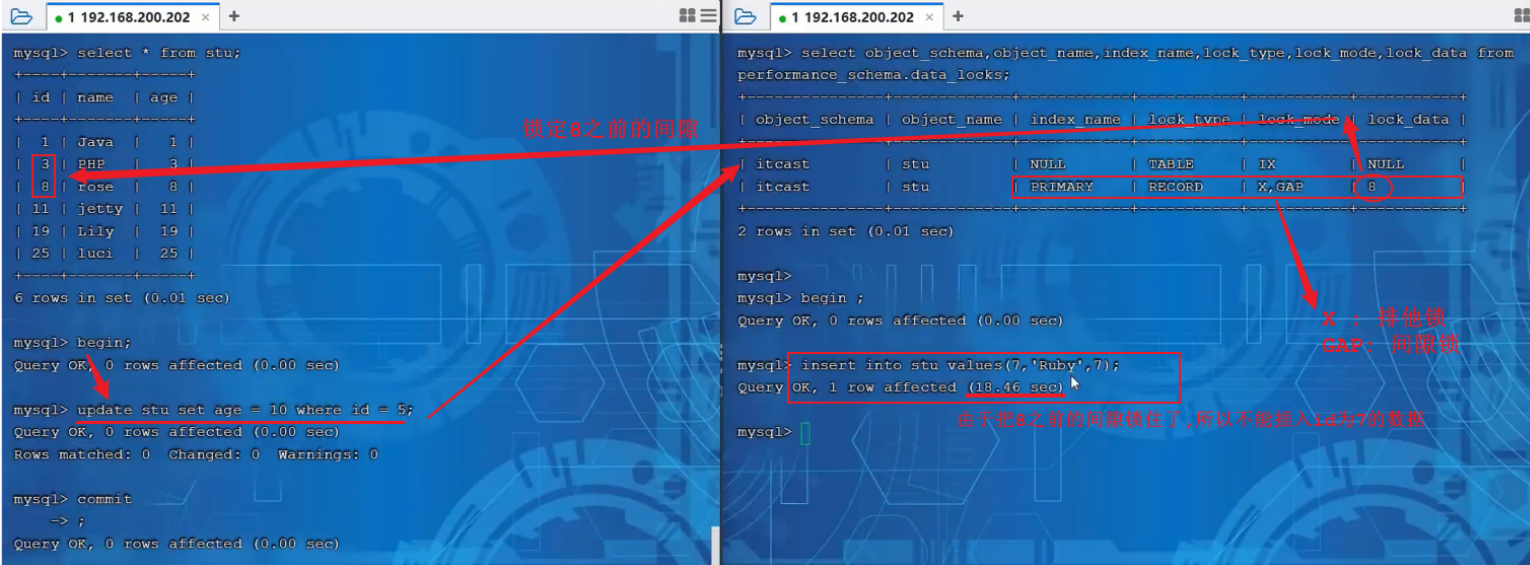 1 192.168.200.202 × +
mysql> select * from stu;
+----+-------+-----+
| id | name | age |
+----+-------+-----+
| 1 | Java | 1 |
| 3 | PHP | 3 |
| 8 | rose | 8 |
| 11 | jetty | 11 |
| 19 | Lily | 19 |
| 25 | luci | 25 |
+----+-------+-----+
6 rows in set (0.01 sec)
mysql> begin;
Query OK, 0 rows affected (0.00 sec)
mysql> update stu set age = 10 where id = 5;
Query OK, 0 rows affected (0.00 sec)
Rows matched: 0 Changed: 0 Warnings: 0
mysql> commit
-> ;
Query OK, 0 rows affected (0.00 sec)
锁定8之前的间隙
1 192.168.200.202 × +
mysql> select object_schema,object_name,index_name,lock_type,lock_mode,lock_data from
performance_schema.data_locks;
+---------------+-------------+------------+-----------+-----------+-----------+
| object_schema | object_name | index_name | lock_type | lock_mode | lock_data |
+---------------+-------------+------------+-----------+-----------+-----------+
| itcast | stu | NULL | TABLE | IX | NULL |
| itcast | stu | PRIMARY | RECORD | X,GAP | 8 |
+---------------+-------------+------------+-----------+-----------+-----------+
2 rows in set (0.01 sec)
mysql>
mysql> begin ;
Query OK, 0 rows affected (0.00 sec)
X : 排他锁
GAP: 间隙锁
mysql> insert into stu values(7,'Ruby',7);
Query OK, 1 row affected (18.46 sec)
由于把8之前的间隙锁住了,所以不能插入id为7的数据
mysql>